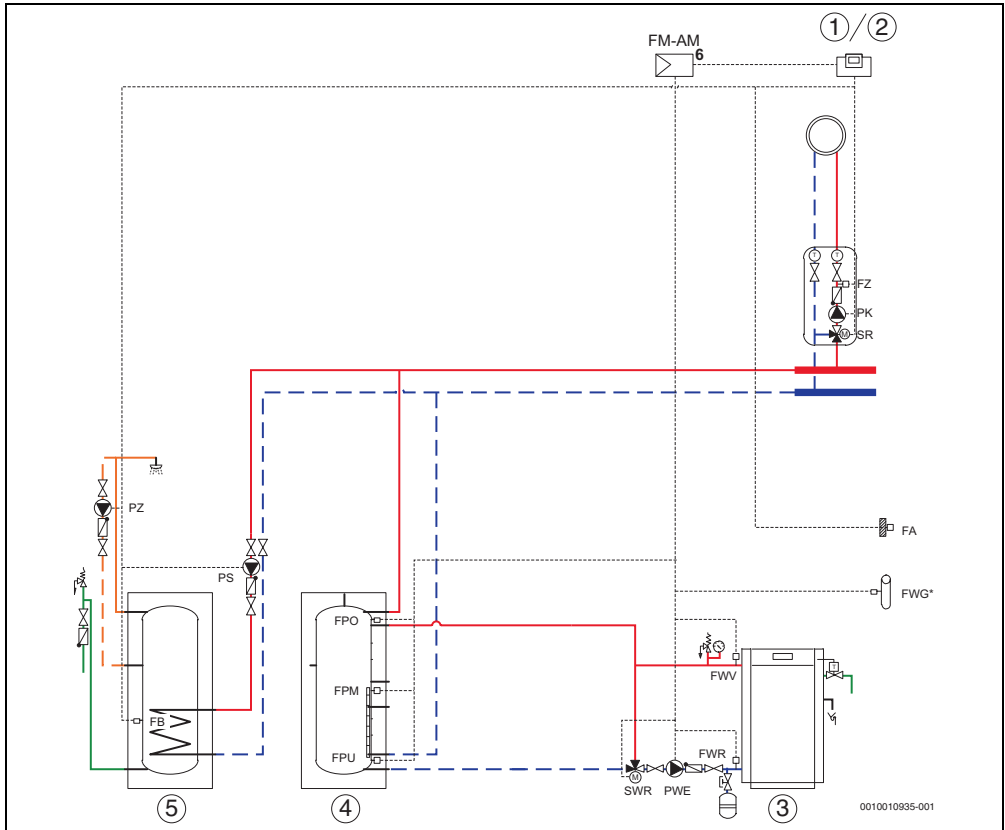 1 / 2
FM-AM 6
T T
FZ
PK
M SR
PZ
FA
PS
FWG*
FPO
FPM
FWV
T
FB
FPU
FWR
M
SWR PWE
5 4 3
0010010935-001